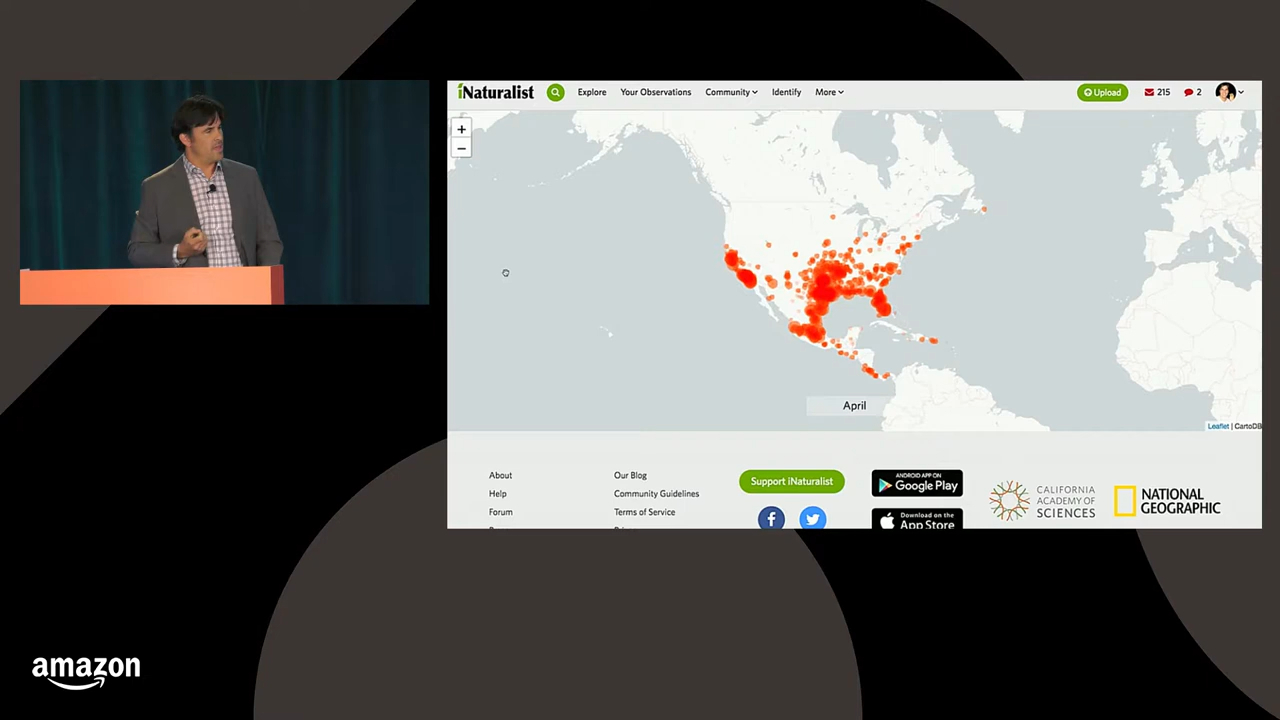 iNaturalist Explore Your Observations Community Identify More Upload 215 2
+
−
April
Leaflet | CartoDB
About Our Blog Support iNaturalist ANDROID APP ON Google Play CALIFORNIA ACADEMY OF SCIENCES NATIONAL GEOGRAPHIC
Help Community Guidelines
Forum Terms of Service Download on the App Store
amazon